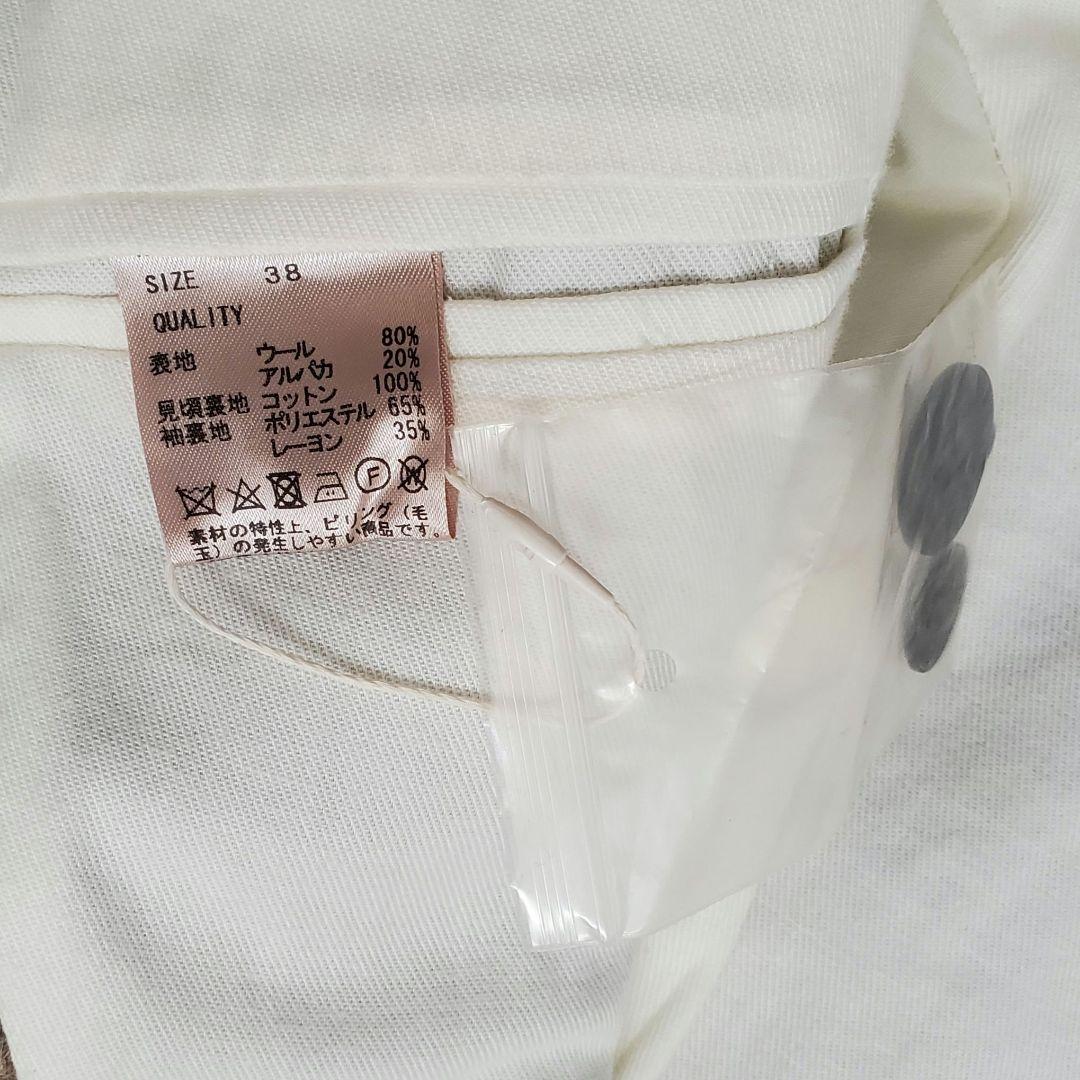 SIZE 38
QUALITY
表地 ウール 80%
アルパカ 20%
見頃裏地 コットン 100%
袖裏地 ポリエステル 65%
レーヨン 35%
F W
素材の特性上、ピリング（毛
玉）の発生しやすい商品です。